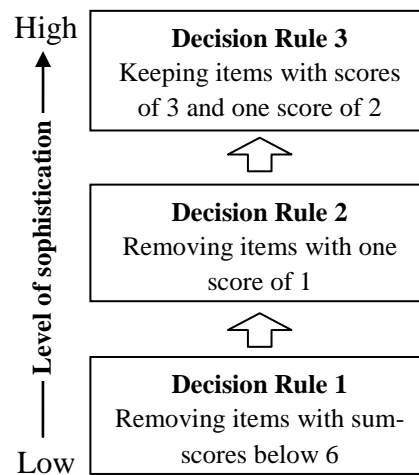 High
Decision Rule 3
Keeping items with scores
of 3 and one score of 2
Level of sophistication
Decision Rule 2
Removing items with one
score of 1
Decision Rule 1
Removing items with sum-
scores below 6
Low